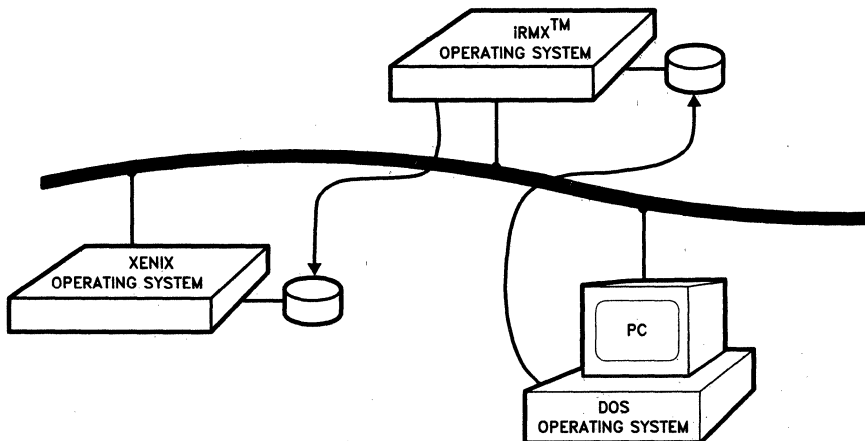 iRMX™
OPERATING SYSTEM
XENIX
OPERATING SYSTEM
PC
DOS
OPERATING SYSTEM